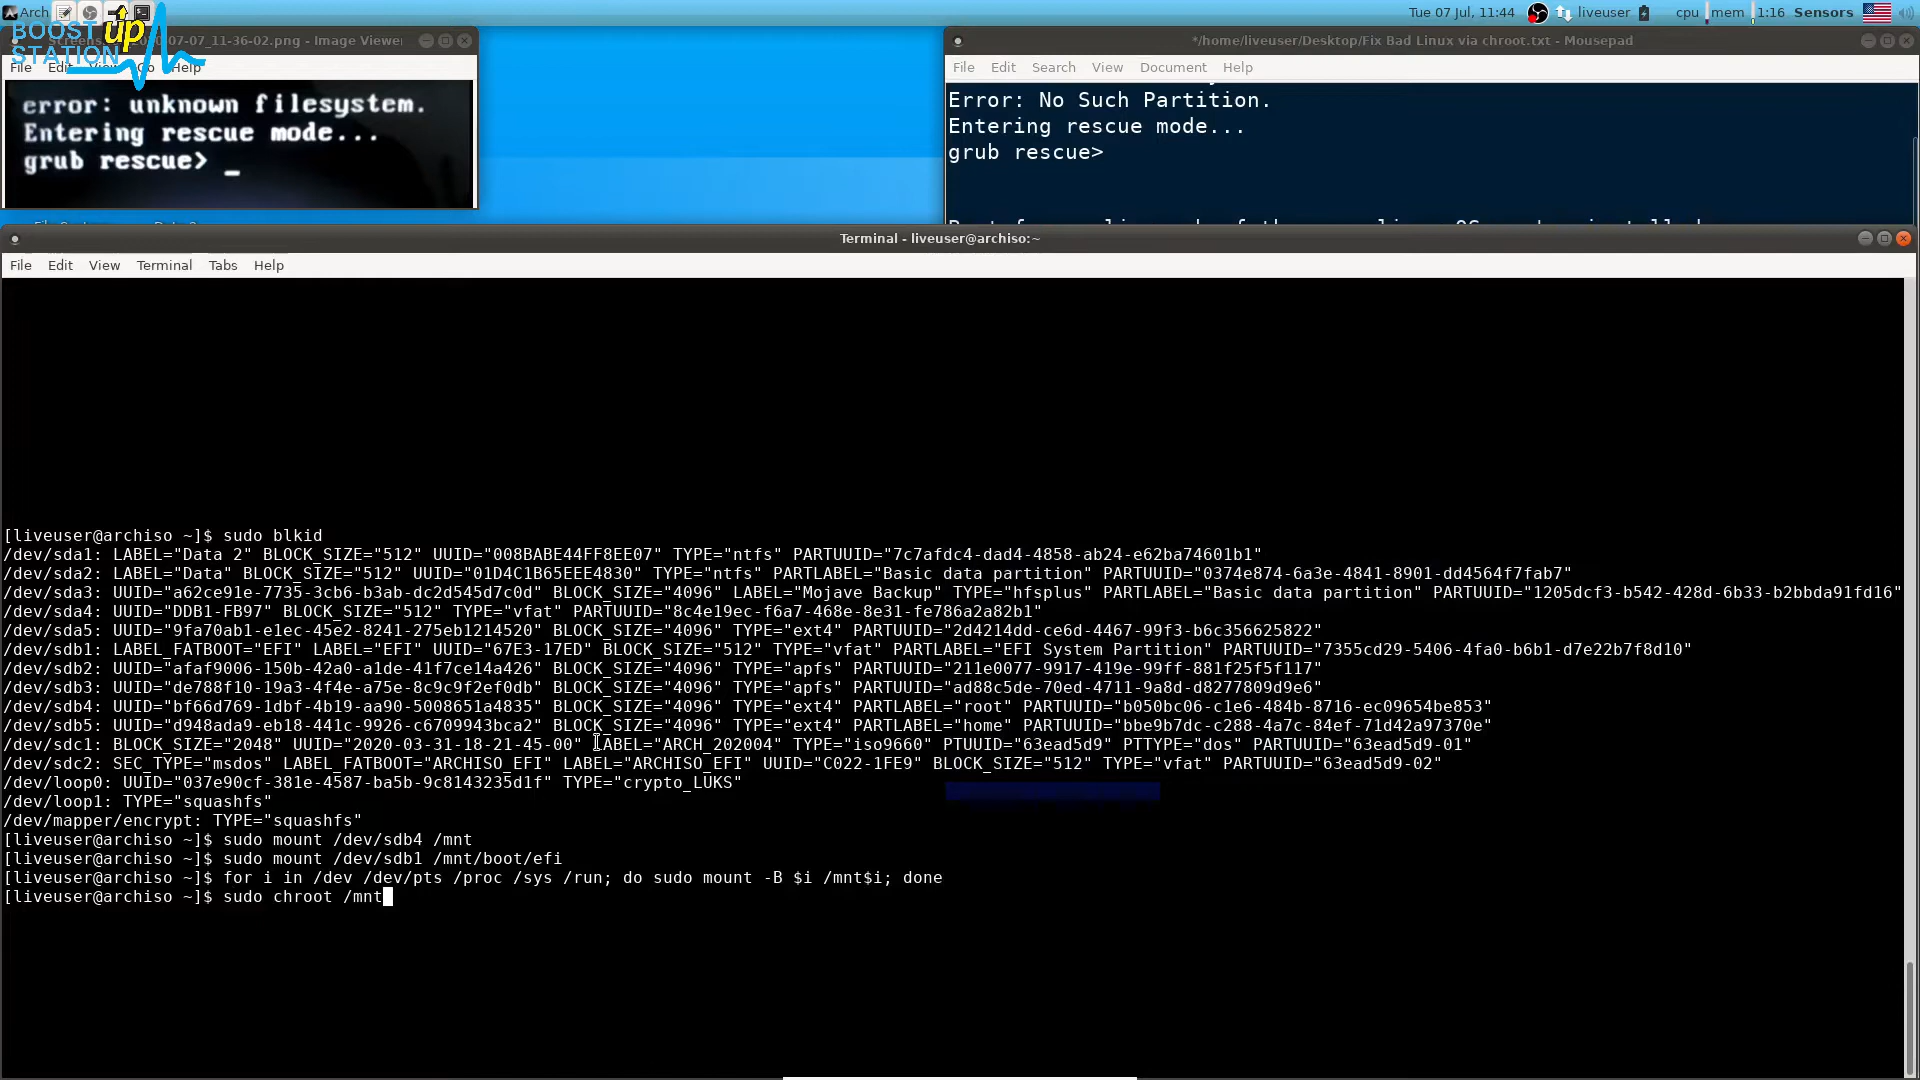 Arch
Tue 07 Jul, 11:44
liveuser
cpu
mem
1:16
Sensors
BOOST up
STATION
07-07_11-36-02.png - Image Viewer
File Edit View Go Help
error: unknown filesystem.
Entering rescue mode...
grub rescue> _
*/home/liveuser/Desktop/Fix Bad Linux via chroot.txt - Mousepad
File Edit Search View Document Help
Error: No Such Partition.
Entering rescue mode...
grub rescue>
Terminal - liveuser@archiso:~
File Edit View Terminal Tabs Help
[liveuser@archiso ~]$ sudo blkid
/dev/sda1: LABEL="Data 2" BLOCK_SIZE="512" UUID="008BABE44FF8EE07" TYPE="ntfs" PARTUUID="7c7afdc4-dad4-4858-ab24-e62ba74601b1"
/dev/sda2: LABEL="Data" BLOCK_SIZE="512" UUID="01D4C1B65EEE4830" TYPE="ntfs" PARTLABEL="Basic data partition" PARTUUID="0374e874-6a3e-4841-8901-dd4564f7fab7"
/dev/sda3: UUID="a62ce91e-7735-3cb6-b3ab-dc2d545d7c0d" BLOCK_SIZE="4096" LABEL="Mojave Backup" TYPE="hfsplus" PARTLABEL="Basic data partition" PARTUUID="1205dcf3-b542-428d-6b33-b2bbda91fd16"
/dev/sda4: UUID="DDB1-FB97" BLOCK_SIZE="512" TYPE="vfat" PARTUUID="8c4e19ec-f6a7-468e-8e31-fe786a2a82b1"
/dev/sda5: UUID="9fa70ab1-e1ec-45e2-8241-275eb1214520" BLOCK_SIZE="4096" TYPE="ext4" PARTUUID="2d4214dd-ce6d-4467-99f3-b6c356625822"
/dev/sdb1: LABEL_FATBOOT="EFI" LABEL="EFI" UUID="67E3-17ED" BLOCK_SIZE="512" TYPE="vfat" PARTLABEL="EFI System Partition" PARTUUID="7355cd29-5406-4fa0-b6b1-d7e22b7f8d10"
/dev/sdb2: UUID="afaf9006-150b-42a0-a1de-41f7ce14a426" BLOCK_SIZE="4096" TYPE="apfs" PARTUUID="211e0077-9917-419e-99ff-881f25f5f117"
/dev/sdb3: UUID="de788f10-19a3-4f4e-a75e-8c9c9f2ef0db" BLOCK_SIZE="4096" TYPE="apfs" PARTUUID="ad88c5de-70ed-4711-9a8d-d8277809d9e6"
/dev/sdb4: UUID="bf66d769-1dbf-4b19-aa90-5008651a4835" BLOCK_SIZE="4096" TYPE="ext4" PARTLABEL="root" PARTUUID="b050bc06-c1e6-484b-8716-ec09654be853"
/dev/sdb5: UUID="d948ada9-eb18-441c-9926-c6709943bca2" BLOCK_SIZE="4096" TYPE="ext4" PARTLABEL="home" PARTUUID="bbe9b7dc-c288-4a7c-84ef-71d42a97370e"
/dev/sdc1: BLOCK_SIZE="2048" UUID="2020-03-31-18-21-45-00" LABEL="ARCH_202004" TYPE="iso9660" PTUUID="63ead5d9" PTTYPE="dos" PARTUUID="63ead5d9-01"
/dev/sdc2: SEC_TYPE="msdos" LABEL_FATBOOT="ARCHISO_EFI" LABEL="ARCHISO_EFI" UUID="C022-1FE9" BLOCK_SIZE="512" TYPE="vfat" PARTUUID="63ead5d9-02"
/dev/loop0: UUID="037e90cf-381e-4587-ba5b-9c8143235d1f" TYPE="crypto_LUKS"
/dev/loop1: TYPE="squashfs"
/dev/mapper/encrypt: TYPE="squashfs"
[liveuser@archiso ~]$ sudo mount /dev/sdb4 /mnt
[liveuser@archiso ~]$ sudo mount /dev/sdb1 /mnt/boot/efi
[liveuser@archiso ~]$ for i in /dev /dev/pts /proc /sys /run; do sudo mount -B $i /mnt$i; done
[liveuser@archiso ~]$ sudo chroot /mnt